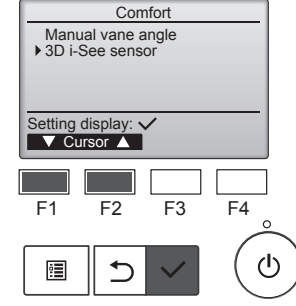 Comfort
Manual vane angle
3D i-See sensor
Setting display:
Cursor
F1 F2 F3 F4